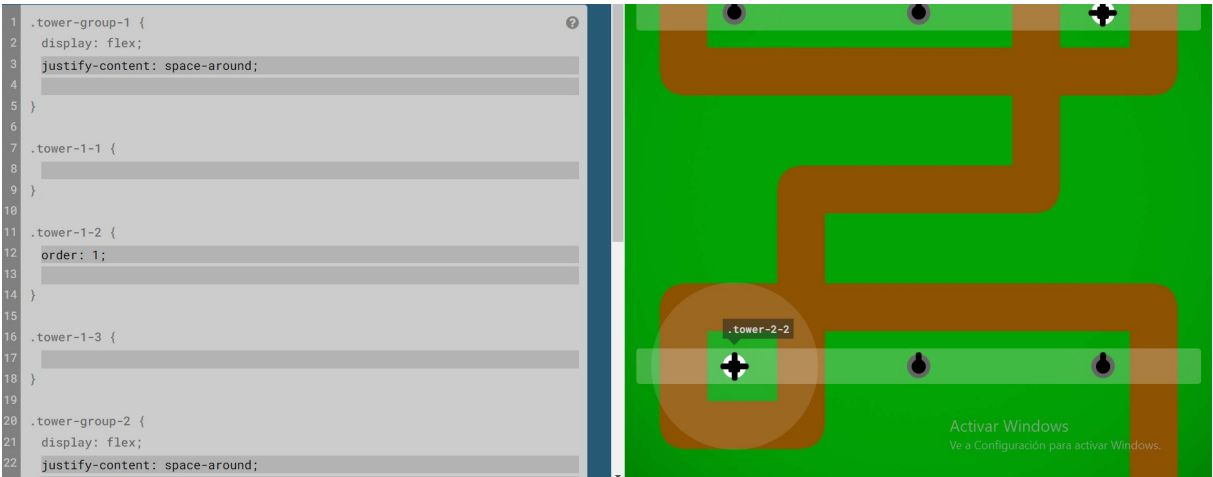 1 .tower-group-1 {
2 display: flex;
3 justify-content: space-around;
4
5 }
6
7 .tower-1-1 {
8
9 }
10
11 .tower-1-2 {
12 order: 1;
13
14 }
15
16 .tower-1-3 {
17
18 }
19
20 .tower-group-2 {
21 display: flex;
22 justify-content: space-around;
?
.tower-2-2
Activar Windows
Ve a Configuración para activar Windows.